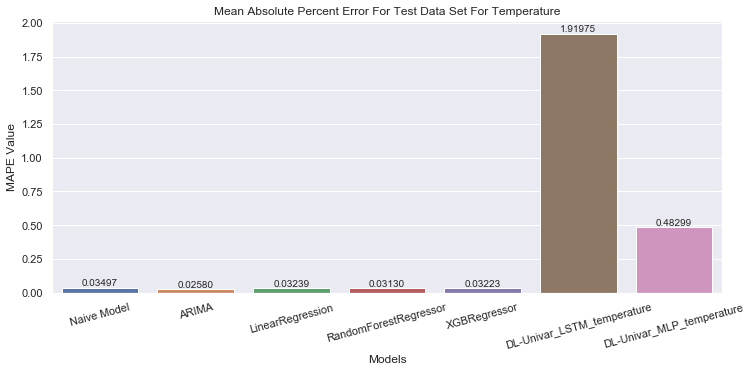 Mean Absolute Percent Error For Test Data Set For Temperature
MAPE Value
2.00
1.75
1.50
1.25
1.00
0.75
0.50
0.25
0.00
0.03497
0.02580
0.03239
0.03130
0.03223
1.91975
0.48299
Naive Model
ARIMA
LinearRegression
RandomForestRegressor
XGBRegressor
DL-Univar_LSTM_temperature
DL-Univar_MLP_temperature
Models